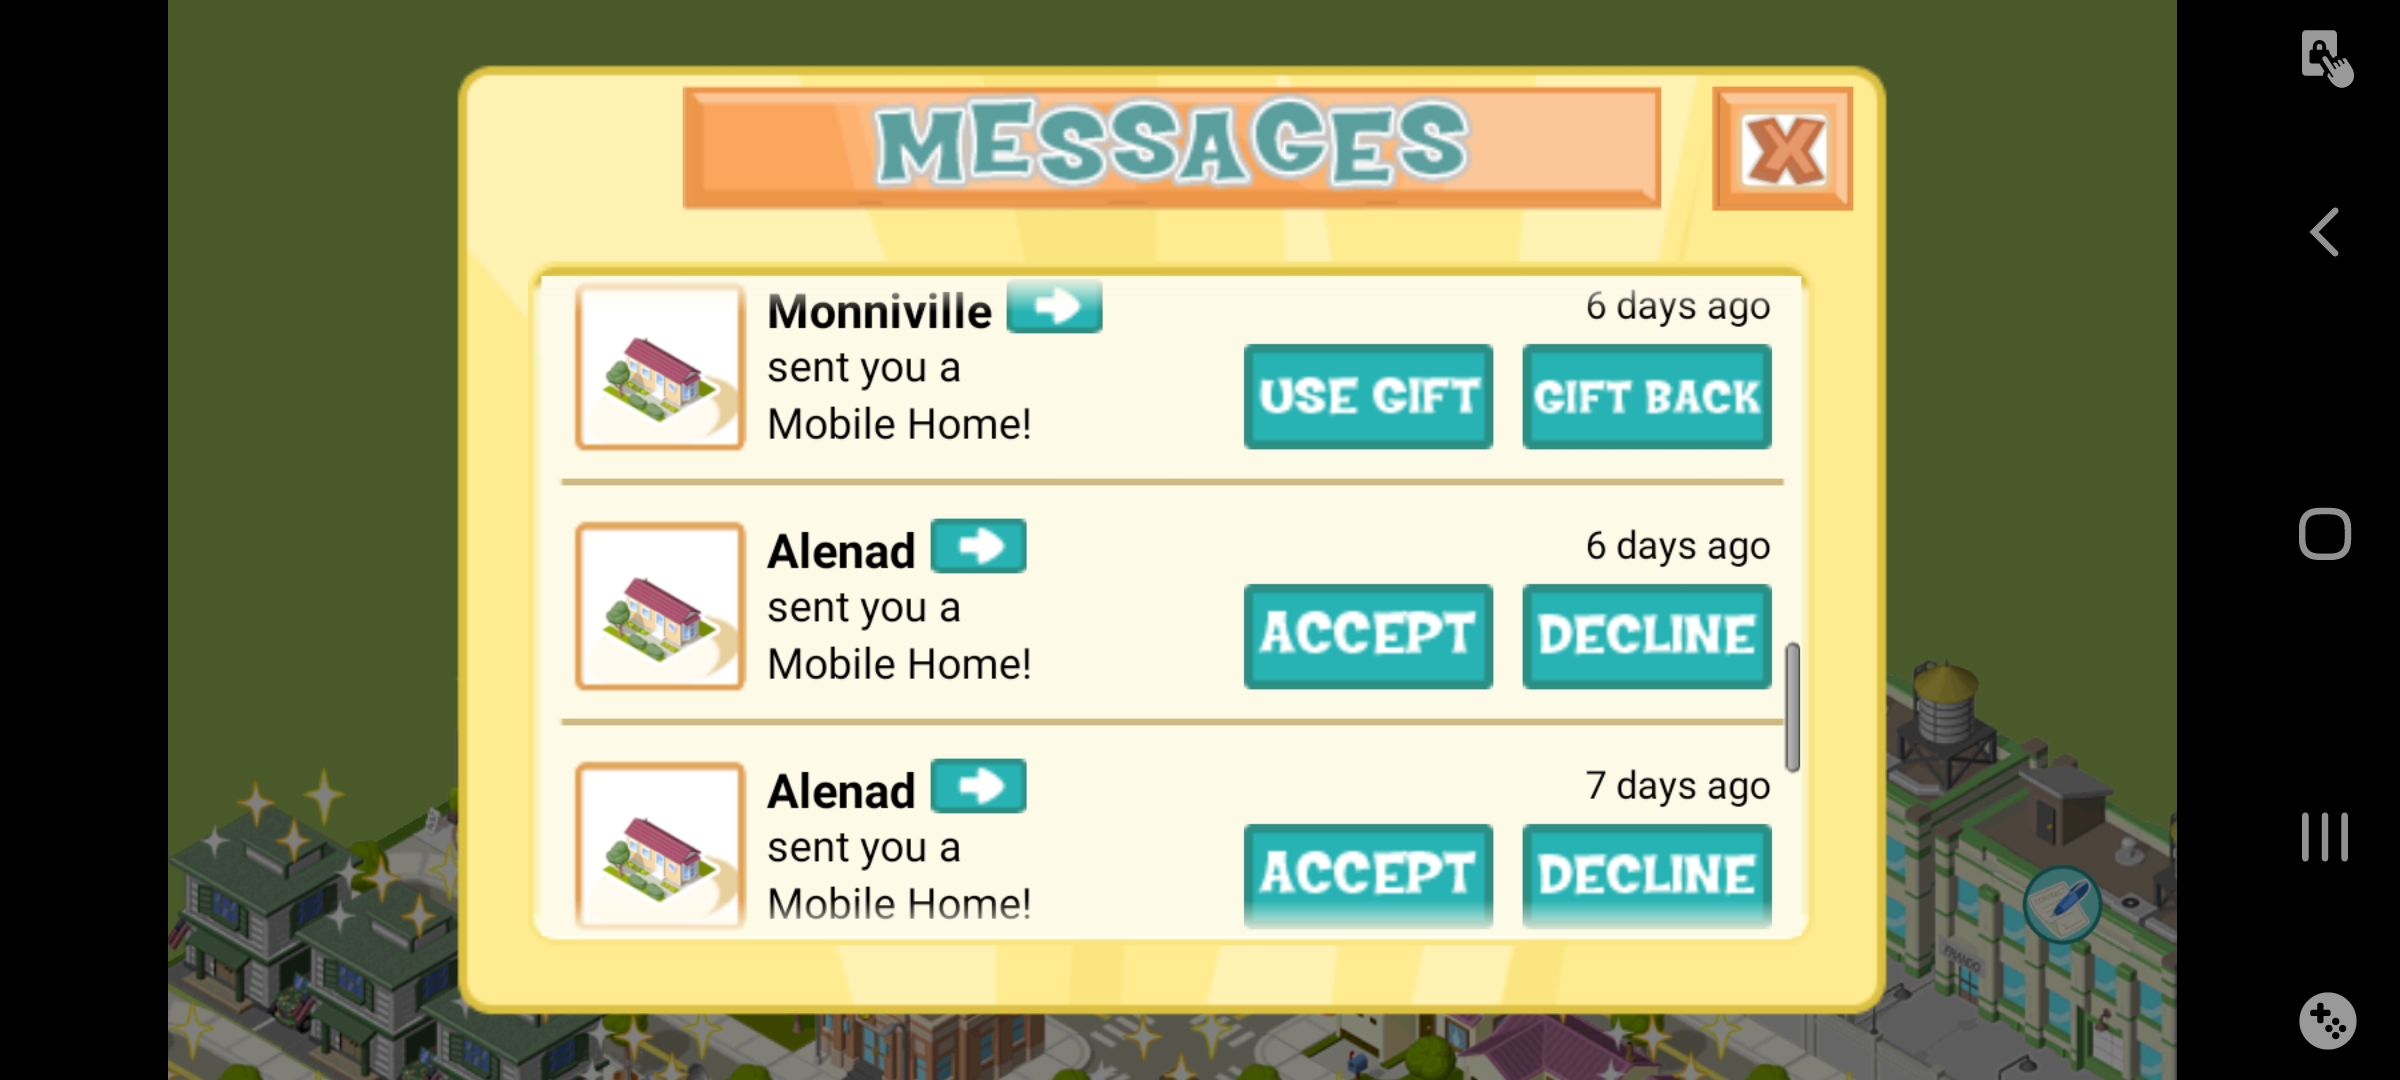 MESSAGES
X
Monniville
6 days ago
sent you a
Mobile Home!
USE GIFT
GIFT BACK
Alenad
6 days ago
sent you a
Mobile Home!
ACCEPT
DECLINE
Alenad
7 days ago
sent you a
Mobile Home!
ACCEPT
DECLINE